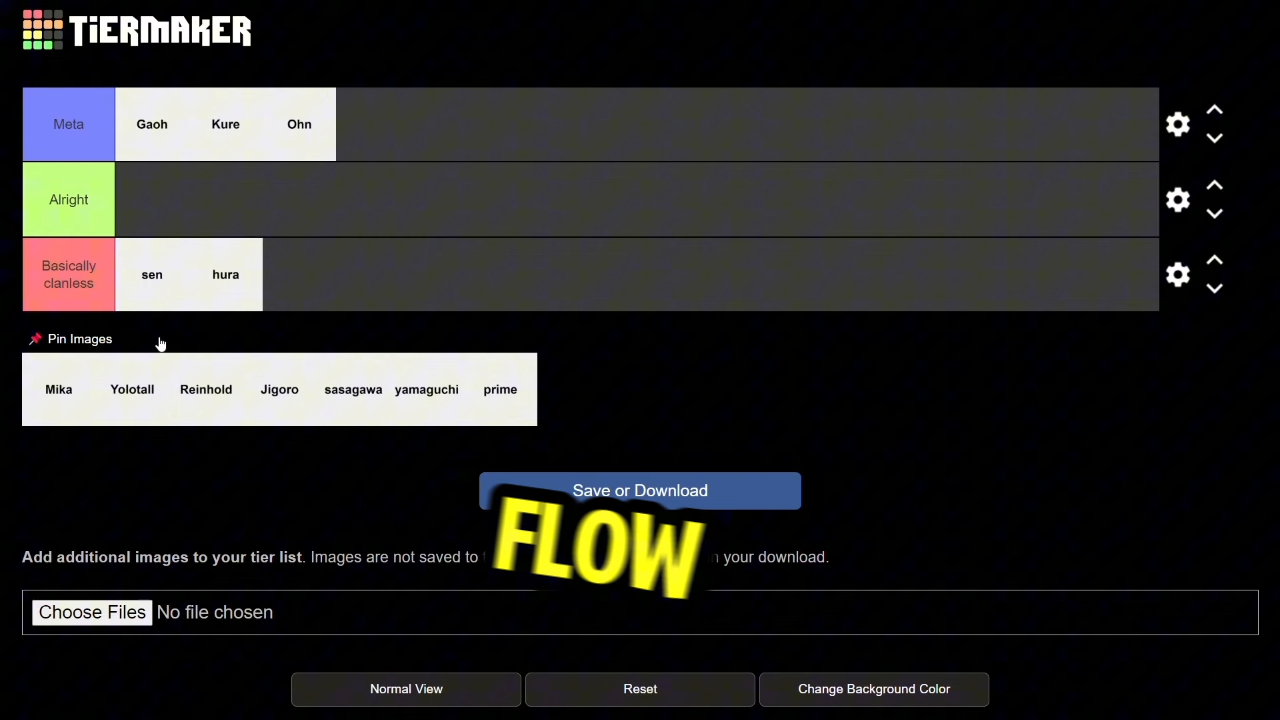 TiERMAKER
Meta
Gaoh
Kure
Ohn
Alright
Basically
clanless
sen
hura
📌 Pin Images
Mika
Yolotall
Reinhold
Jigoro
sasagawa
yamaguchi
prime
Save or Download
FLOW
Add additional images to your tier list. Images are not saved to your download.
Choose Files No file chosen
Normal View
Reset
Change Background Color